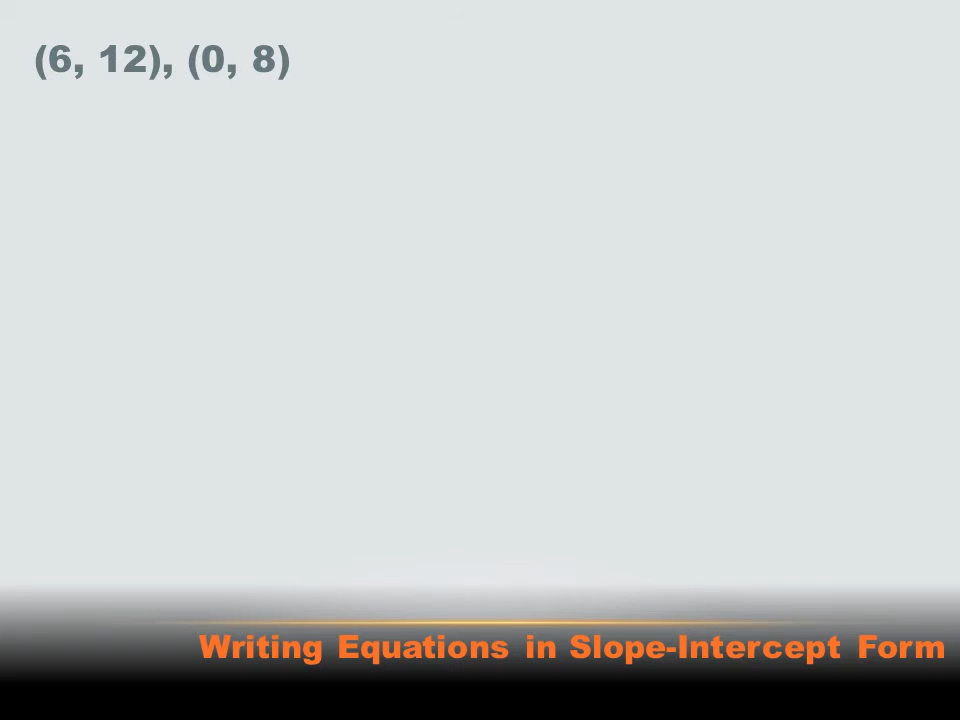 (6, 12), (0, 8)
Writing Equations in Slope-Intercept Form